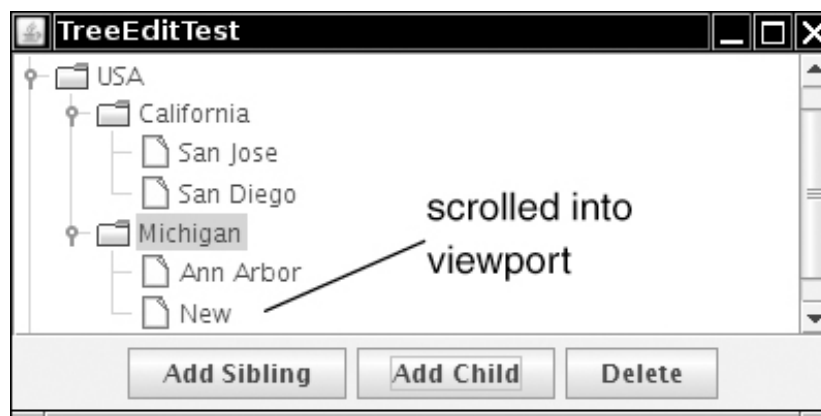 TreeEditTest
USA
California
San Jose
San Diego
Michigan
Ann Arbor
New
scrolled into
viewport
Add Sibling Add Child Delete